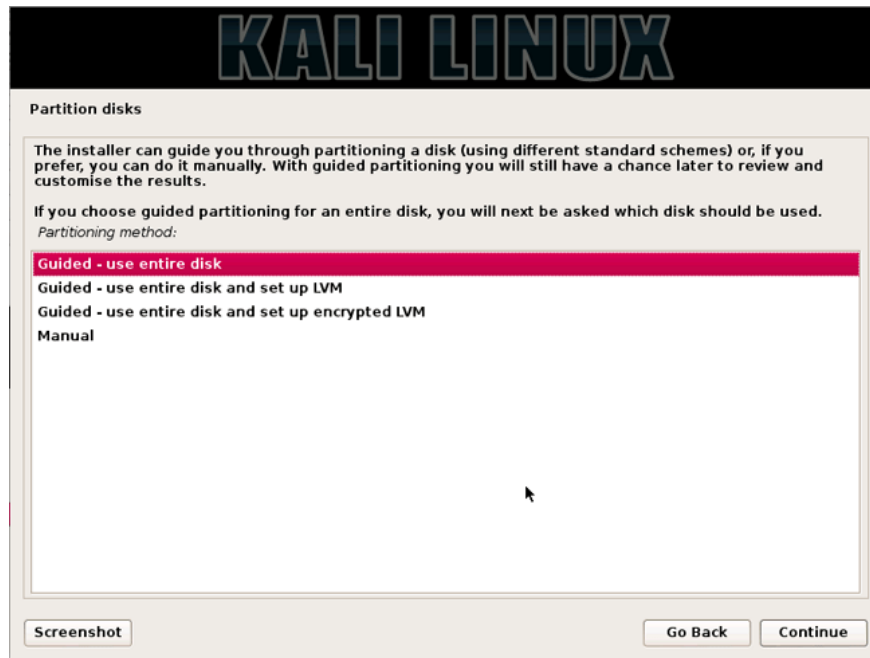 KALI LINUX
Partition disks
The installer can guide you through partitioning a disk (using different standard schemes) or, if you
prefer, you can do it manually. With guided partitioning you will still have a chance later to review and
customise the results.
If you choose guided partitioning for an entire disk, you will next be asked which disk should be used.
Partitioning method:
Guided - use entire disk
Guided - use entire disk and set up LVM
Guided - use entire disk and set up encrypted LVM
Manual
Screenshot
Go Back
Continue